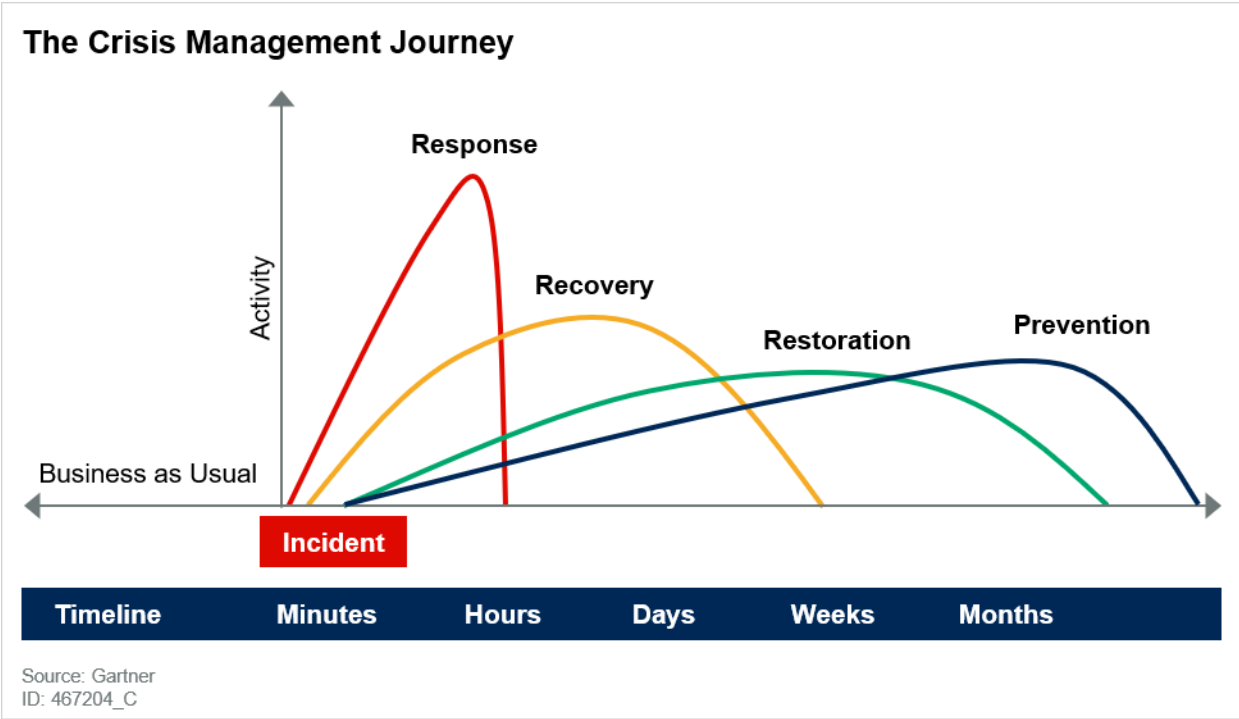 The Crisis Management Journey
Response
Recovery
Prevention
Restoration
Activity
Business as Usual
Incident
Timeline Minutes Hours Days Weeks Months
Source: Gartner
ID: 467204_C